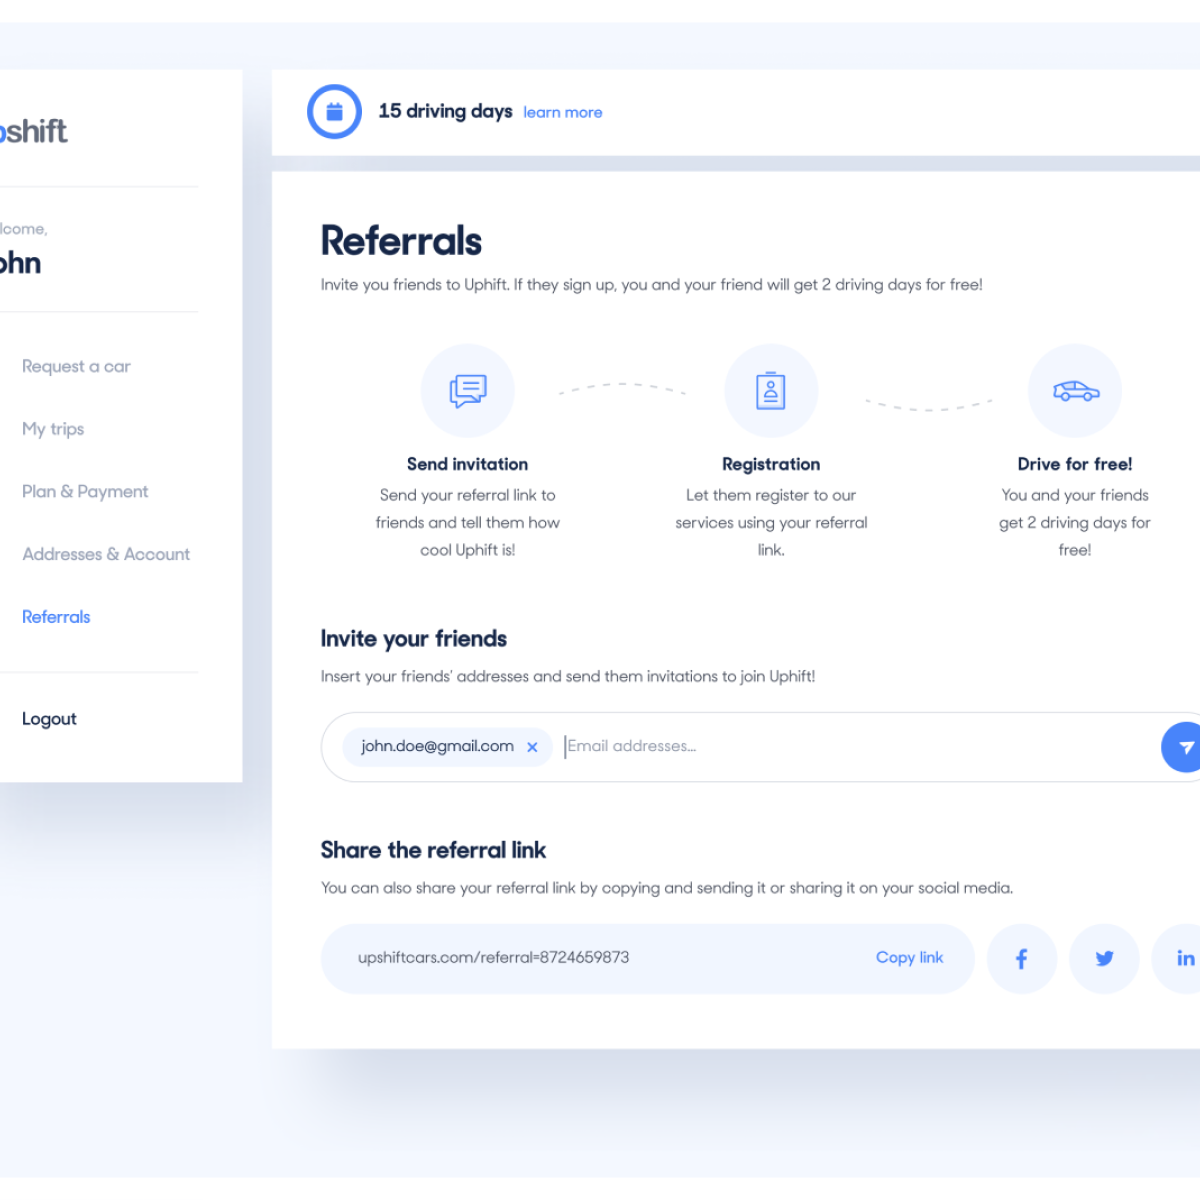 pshift
lcome,
ohn
Request a car
My trips
Plan & Payment
Addresses & Account
Referrals
Logout
15 driving days learn more
Referrals
Invite you friends to Uphift. If they sign up, you and your friend will get 2 driving days for free!
Send invitation
Send your referral link to
friends and tell them how
cool Uphift is!
Registration
Let them register to our
services using your referral
link.
Drive for free!
You and your friends
get 2 driving days for
free!
Invite your friends
Insert your friends' addresses and send them invitations to join Uphift!
john.doe@gmail.com × Email addresses...
Share the referral link
You can also share your referral link by copying and sending it or sharing it on your social media.
upshiftcars.com/referral=8724659873 Copy link